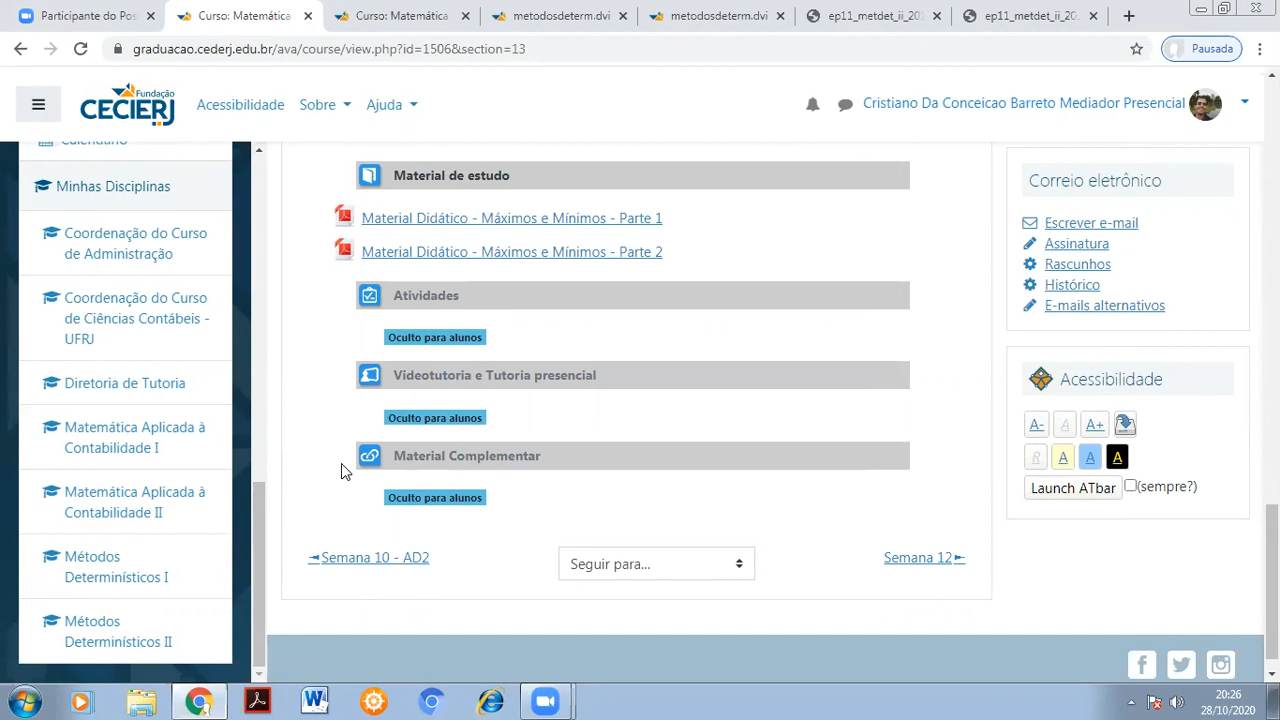 Participante do Pos
Curso: Matemática
Curso: Matemática
metodosdeterm.dvi
metodosdeterm.dvi
ep11_metdet_ii_20
ep11_metdet_ii_20
graduacao.cederj.edu.br/ava/course/view.php?id=1506&section=13
Pausada
Fundação
CECIERJ
Acessibilidade
Sobre
Ajuda
Cristiano Da Conceicao Barreto Mediador Presencial
Calendário
Minhas Disciplinas
Coordenação do Curso
de Administração
Coordenação do Curso
de Ciências Contábeis -
UFRJ
Diretoria de Tutoria
Matemática Aplicada à
Contabilidade I
Matemática Aplicada à
Contabilidade II
Métodos
Determinísticos I
Métodos
Determinísticos II
Material de estudo
Material Didático - Máximos e Mínimos - Parte 1
Material Didático - Máximos e Mínimos - Parte 2
Atividades
Oculto para alunos
Videotutoria e Tutoria presencial
Oculto para alunos
Material Complementar
Oculto para alunos
◄Semana 10 - AD2
Seguir para...
Semana 12►
Correio eletrônico
Escrever e-mail
Assinatura
Rascunhos
Histórico
E-mails alternativos
Acessibilidade
A- A A+
R A A A
Launch ATbar (sempre?)
20:26
28/10/2020